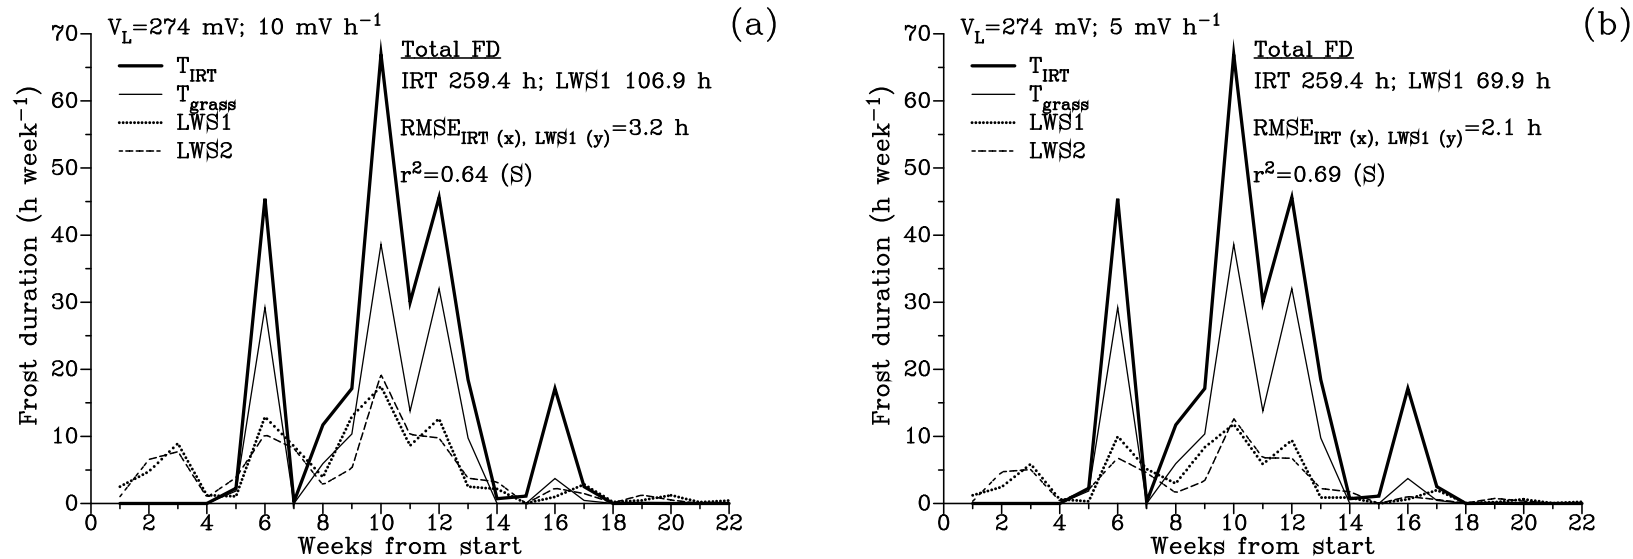 V_L=274 mV; 10 mV h⁻¹
(a)
Total FD
IRT 259.4 h; LWS1 106.9 h
RMSE_IRT (x), LWS1 (y)=3.2 h
r²=0.64 (S)
T_IRT
T_grass
LWS1
LWS2
Frost duration (h week⁻¹)
70
60
50
40
30
20
10
0
0 2 4 6 8 10 12 14 16 18 20 22
Weeks from start
V_L=274 mV; 5 mV h⁻¹
(b)
Total FD
IRT 259.4 h; LWS1 69.9 h
RMSE_IRT (x), LWS1 (y)=2.1 h
r²=0.69 (S)
T_IRT
T_grass
LWS1
LWS2
Frost duration (h week⁻¹)
70
60
50
40
30
20
10
0
0 2 4 6 8 10 12 14 16 18 20 22
Weeks from start